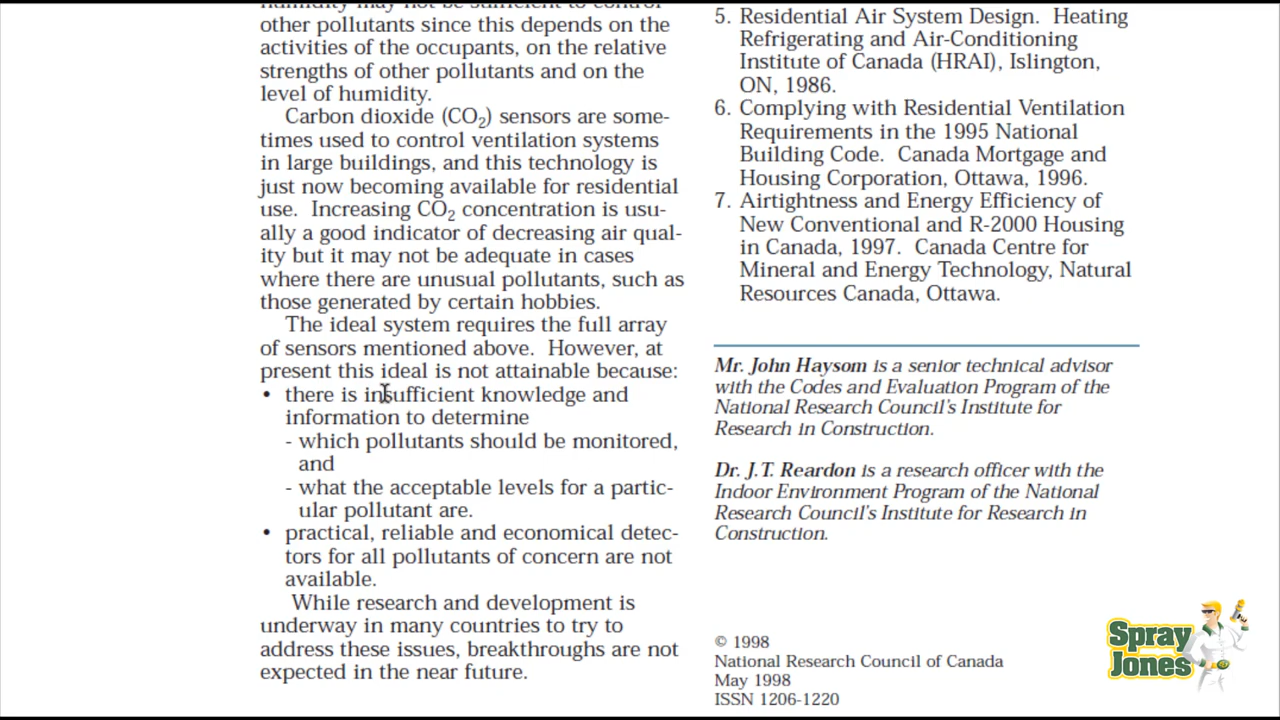 humidity may not be sufficient to control
other pollutants since this depends on the
activities of the occupants, on the relative
strengths of other pollutants and on the
level of humidity.
Carbon dioxide (CO₂) sensors are some-
times used to control ventilation systems
in large buildings, and this technology is
just now becoming available for residential
use. Increasing CO₂ concentration is usu-
ally a good indicator of decreasing air qual-
ity but it may not be adequate in cases
where there are unusual pollutants, such as
those generated by certain hobbies.
The ideal system requires the full array
of sensors mentioned above. However, at
present this ideal is not attainable because:
• there is insufficient knowledge and
information to determine
- which pollutants should be monitored,
and
- what the acceptable levels for a partic-
ular pollutant are.
• practical, reliable and economical detec-
tors for all pollutants of concern are not
available.
While research and development is
underway in many countries to try to
address these issues, breakthroughs are not
expected in the near future.
5. Residential Air System Design. Heating
Refrigerating and Air-Conditioning
Institute of Canada (HRAI), Islington,
ON, 1986.
6. Complying with Residential Ventilation
Requirements in the 1995 National
Building Code. Canada Mortgage and
Housing Corporation, Ottawa, 1996.
7. Airtightness and Energy Efficiency of
New Conventional and R-2000 Housing
in Canada, 1997. Canada Centre for
Mineral and Energy Technology, Natural
Resources Canada, Ottawa.
Mr. John Haysom is a senior technical advisor
with the Codes and Evaluation Program of the
National Research Council's Institute for
Research in Construction.
Dr. J.T. Reardon is a research officer with the
Indoor Environment Program of the National
Research Council's Institute for Research in
Construction.
© 1998
National Research Council of Canada
May 1998
ISSN 1206-1220
Spray
Jones